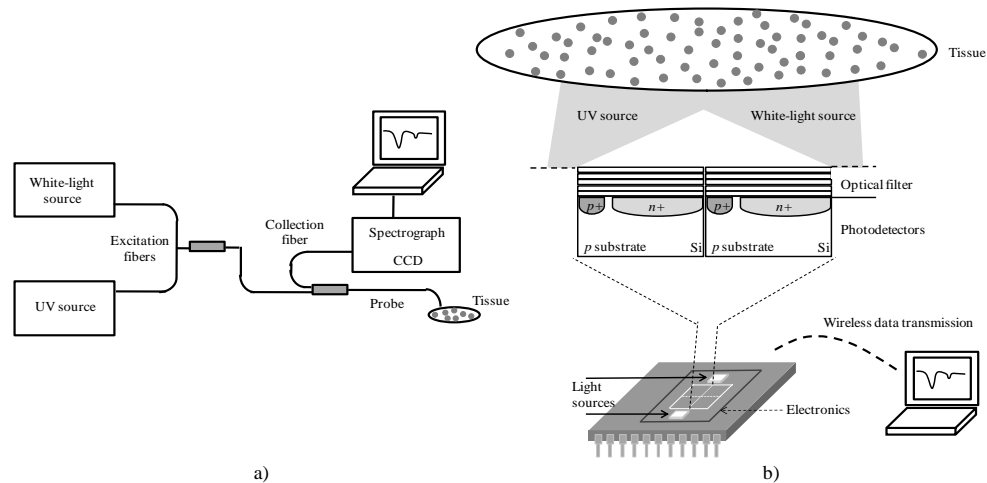 White-light
source
Excitation
fibers
UV source
Collection
fiber
Spectrograph
CCD
Probe
Tissue
a)
Tissue
UV source
White-light source
Optical filter
p+
n+
p+
n+
Photodetectors
p substrate
Si
p substrate
Si
Wireless data transmission
Light
sources
Electronics
b)